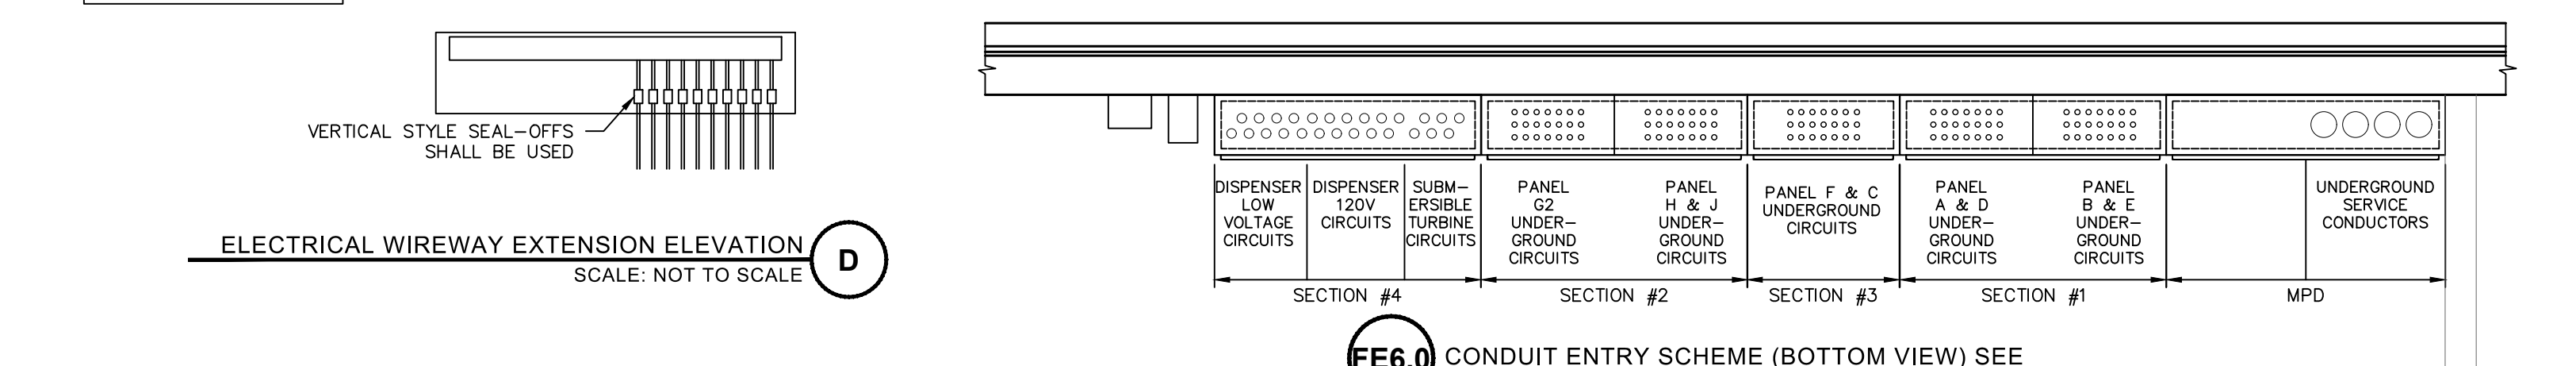 VERTICAL STYLE SEAL-OFFS
SHALL BE USED
ELECTRICAL WIREWAY EXTENSION ELEVATION
SCALE: NOT TO SCALE
D
DISPENSER
LOW
VOLTAGE
CIRCUITS
DISPENSER
120V
CIRCUITS
SUBM-
ERSIBLE
TURBINE
CIRCUITS
PANEL
G2
UNDER-
GROUND
CIRCUITS
PANEL
H & J
UNDER-
GROUND
CIRCUITS
PANEL F & C
UNDERGROUND
CIRCUITS
PANEL
A & D
UNDER-
GROUND
CIRCUITS
PANEL
B & E
UNDER-
GROUND
CIRCUITS
UNDERGROUND
SERVICE
CONDUCTORS
SECTION #4
SECTION #2
SECTION #3
SECTION #1
MPD
FE6.0
CONDUIT ENTRY SCHEME (BOTTOM VIEW) SEE